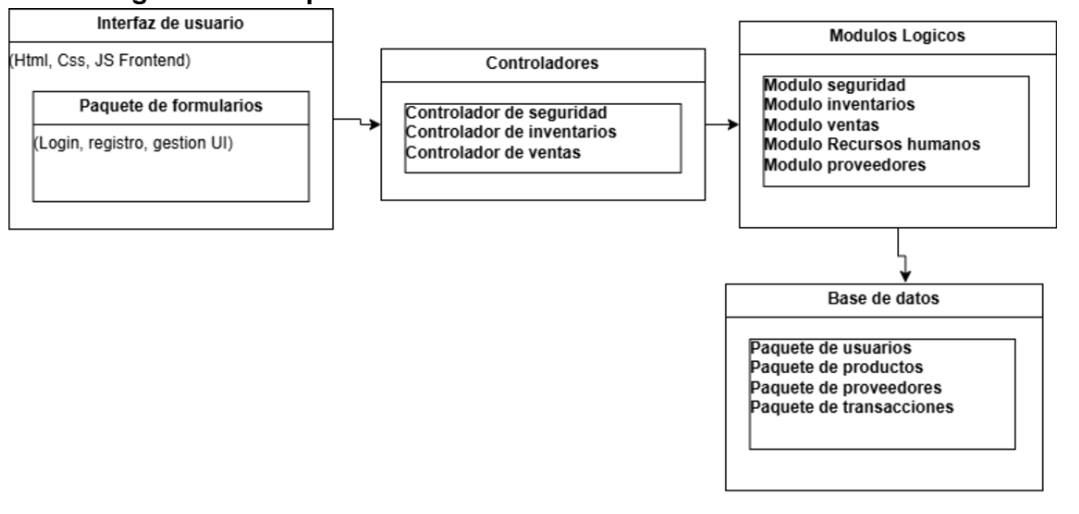 Interfaz de usuario
(Html, Css, JS Frontend)
Paquete de formularios
(Login, registro, gestion UI)
Controladores
Controlador de seguridad
Controlador de inventarios
Controlador de ventas
Modulos Logicos
Modulo seguridad
Modulo inventarios
Modulo ventas
Modulo Recursos humanos
Modulo proveedores
Base de datos
Paquete de usuarios
Paquete de productos
Paquete de proveedores
Paquete de transacciones